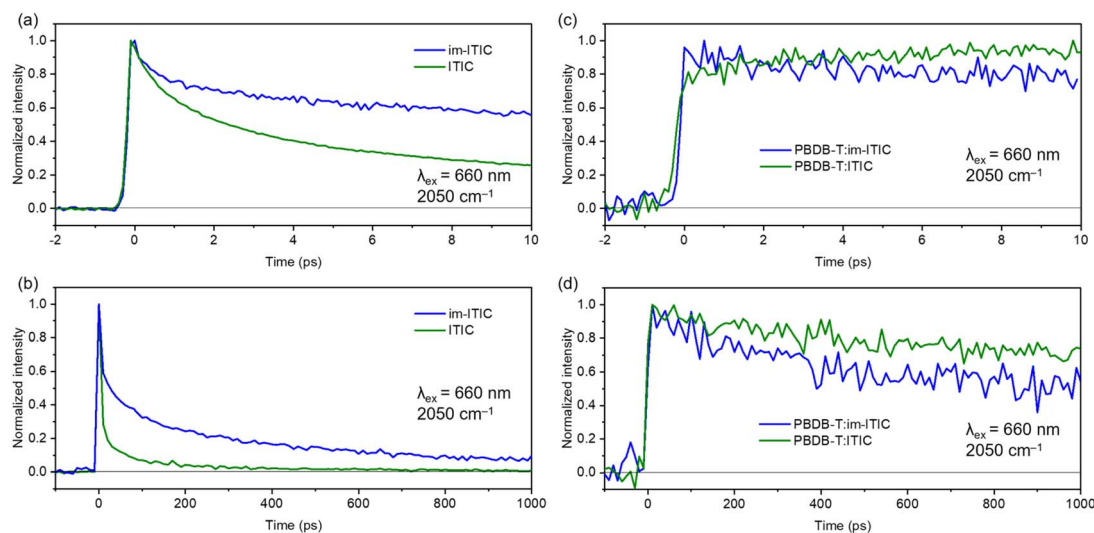 (a)
im-ITIC
ITIC
λex = 660 nm
2050 cm⁻¹
Normalized intensity
1.0
0.8
0.6
0.4
0.2
0.0
-2
0
2
4
6
8
10
Time (ps)
(c)
PBDB-T:im-ITIC
PBDB-T:ITIC
λex = 660 nm
2050 cm⁻¹
Normalized intensity
1.0
0.8
0.6
0.4
0.2
0.0
-2
0
2
4
6
8
10
Time (ps)
(b)
im-ITIC
ITIC
λex = 660 nm
2050 cm⁻¹
Normalized intensity
1.0
0.8
0.6
0.4
0.2
0.0
0
200
400
600
800
1000
Time (ps)
(d)
PBDB-T:im-ITIC
PBDB-T:ITIC
λex = 660 nm
2050 cm⁻¹
Normalized intensity
1.0
0.8
0.6
0.4
0.2
0.0
0
200
400
600
800
1000
Time (ps)